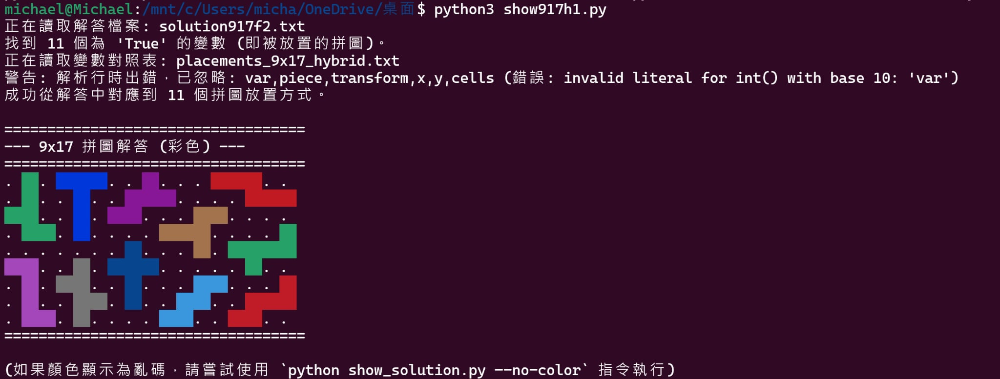 michael@Michael:/mnt/c/Users/micha/OneDrive/桌面$ python3 show917h1.py
正在讀取解答檔案: solution917f2.txt
找到 11 個為 'True' 的變數 (即被放置的拼圖)。
正在讀取變數對照表: placements_9x17_hybrid.txt
警告: 解析行時出錯，已忽略: var,piece,transform,x,y,cells (錯誤: invalid literal for int() with base 10: 'var')
成功從解答中對應到 11 個拼圖放置方式。
===================================
--- 9x17 拼圖解答 (彩色) ---
===================================
. . . . . . . . .
. . . . . . . . . .
. . . . . . . . . .
. . . . . . . . . .
. . . . . . . . . . .
. . . . . . . . . .
. . . . . . . . . .
. . . . . . . .
. . . . . . . . . .
===================================
(如果顏色顯示為亂碼，請嘗試使用 `python show_solution.py --no-color` 指令執行)